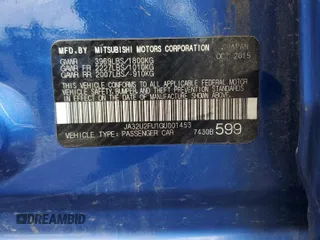 MFD.BY MITSUBISHI MOTORS CORPORATION JAPAN
GVWR 3969LBS/1800KG OCT 2015
GAWR FR 2227LBS/1010KG
GAWR RR 2007LBS/ 910KG
THIS VEHICLE CONFORMS TO ALL APPLICABLE FEDERAL MOTOR
VEHICLE SAFETY, BUMPER, AND THEFT PREVENTION STANDARDS
IN EFFECT ON THE DATE OF MANUFACTURE SHOWN ABOVE.
JA32U2FU1GU001453
VEHICLE TYPE: PASSENGER CAR 7430B599
DREAMBID